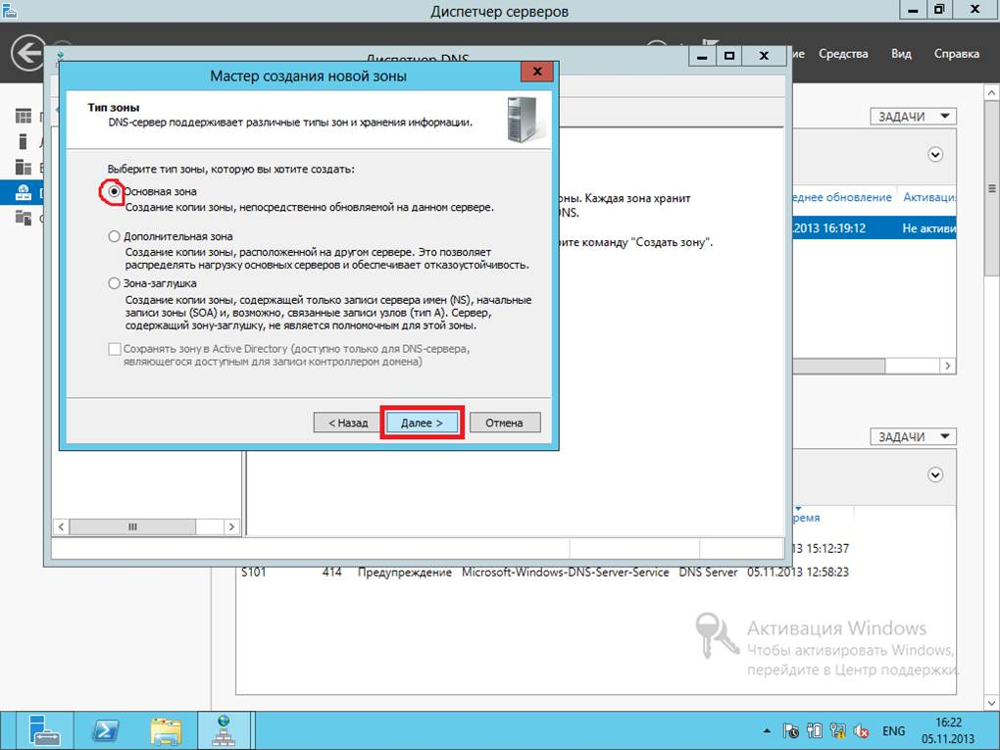 Диспетчер серверов
Диспетчер DNS
Средства
Вид
Справка
Мастер создания новой зоны
Тип зоны
DNS-сервер поддерживает различные типы зон и хранения информации.
Выберите тип зоны, которую вы хотите создать:
Основная зона
Создание копии зоны, непосредственно обновляемой на данном сервере.
Дополнительная зона
Создание копии зоны, расположенной на другом сервере. Это позволяет
распределять нагрузку основных серверов и обеспечивает отказоустойчивость.
Зона-заглушка
Создание копии зоны, содержащей только записи сервера имен (NS), начальные
записи зоны (SOA) и, возможно, связанные записи узлов (тип A). Сервер,
содержащий зону-заглушку, не является полномочным для этой зоны.
Сохранять зону в Active Directory (доступно только для DNS-сервера,
являющегося доступным для записи контроллером домена)
< Назад
Далее >
Отмена
оны. Каждая зона хранит
NS.
ите команду "Создать зону".
ЗАДАЧИ
еднее обновление
Активаци
.2013 16:19:12
Не активи
ЗАДАЧИ
ремя
13 15:12:37
S101 414 Предупреждение Microsoft-Windows-DNS-Server-Service DNS Server 05.11.2013 12:58:23
Активация Windows
Чтобы активировать Windows,
перейдите в Центр поддержки.
ENG
16:22
05.11.2013